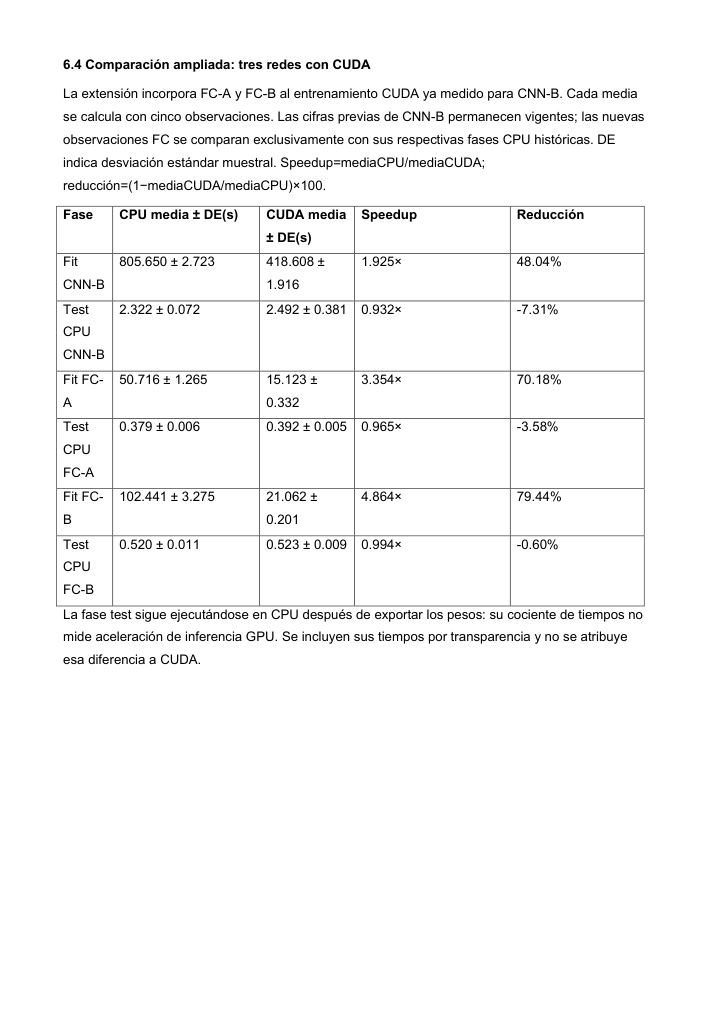 6.4 Comparación ampliada: tres redes con CUDA
La extensión incorpora FC-A y FC-B al entrenamiento CUDA ya medido para CNN-B. Cada media
se calcula con cinco observaciones. Las cifras previas de CNN-B permanecen vigentes; las nuevas
observaciones FC se comparan exclusivamente con sus respectivas fases CPU históricas. DE
indica desviación estándar muestral. Speedup=mediaCPU/mediaCUDA;
reducción=(1−mediaCUDA/mediaCPU)×100.
Fase CPU media ± DE(s) CUDA media Speedup Reducción
± DE(s)
Fit 805.650 ± 2.723 418.608 ± 1.925× 48.04%
CNN-B 1.916
Test 2.322 ± 0.072 2.492 ± 0.381 0.932× -7.31%
CPU
CNN-B
Fit FC- 50.716 ± 1.265 15.123 ± 3.354× 70.18%
A 0.332
Test 0.379 ± 0.006 0.392 ± 0.005 0.965× -3.58%
CPU
FC-A
Fit FC- 102.441 ± 3.275 21.062 ± 4.864× 79.44%
B 0.201
Test 0.520 ± 0.011 0.523 ± 0.009 0.994× -0.60%
CPU
FC-B
La fase test sigue ejecutándose en CPU después de exportar los pesos: su cociente de tiempos no
mide aceleración de inferencia GPU. Se incluyen sus tiempos por transparencia y no se atribuye
esa diferencia a CUDA.